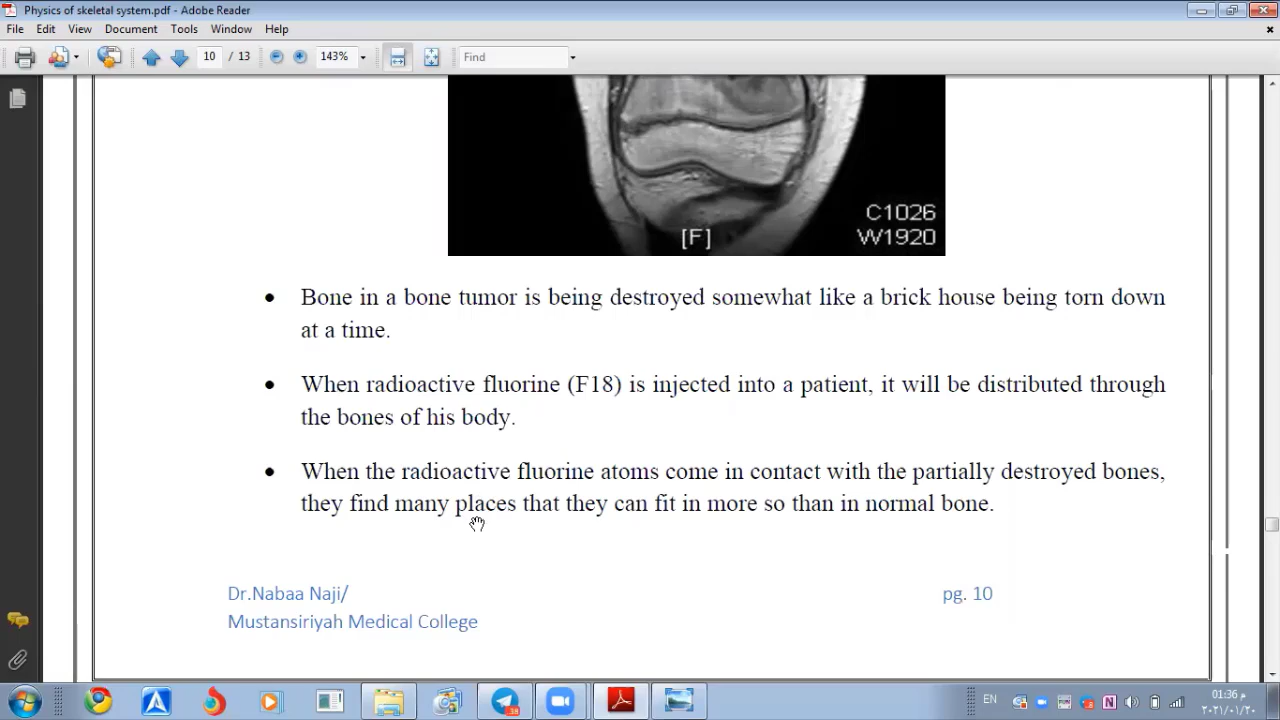 Physics of skeletal system.pdf - Adobe Reader
File Edit View Document Tools Window Help
10 / 13 143% Find
C1026
[F] W1920
• Bone in a bone tumor is being destroyed somewhat like a brick house being torn down
at a time.
• When radioactive fluorine (F18) is injected into a patient, it will be distributed through
the bones of his body.
• When the radioactive fluorine atoms come in contact with the partially destroyed bones,
they find many places that they can fit in more so than in normal bone.
Dr.Nabaa Naji/ pg. 10
Mustansiriyah Medical College
EN
01:36 م
٢٠٢١/٠١/٢٠